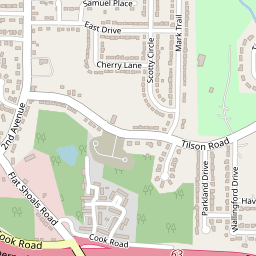 Samuel Place
East Drive
Cherry Lane
Scotty Circle
Mark Trail
2nd Avenue
Tilson Road
Flat Shoals Road
Parkland Drive
Wallingford Drive
Hav
Cook Road
Cook Road
63